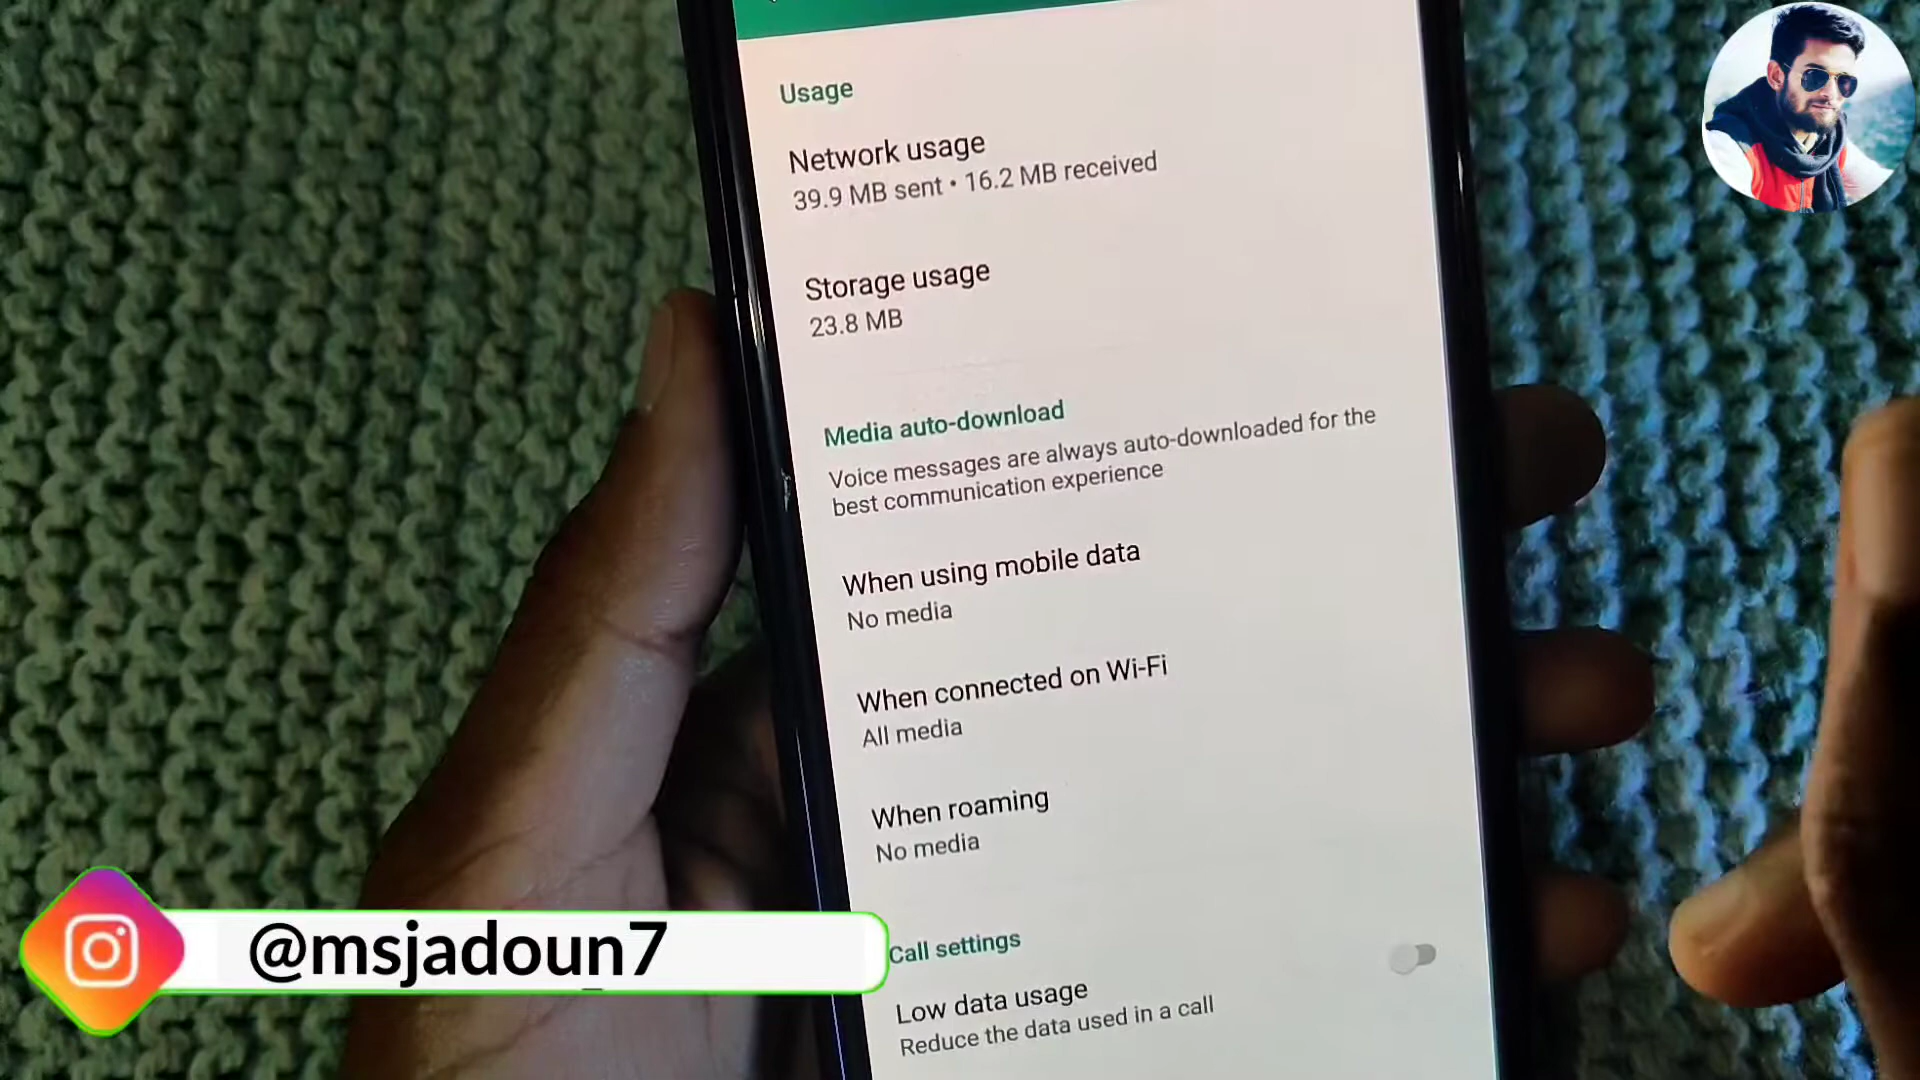 Usage
Network usage
39.9 MB sent • 16.2 MB received
Storage usage
23.8 MB
Media auto-download
Voice messages are always auto-downloaded for the
best communication experience
When using mobile data
No media
When connected on Wi-Fi
All media
When roaming
No media
Call settings
Low data usage
Reduce the data used in a call
@msjadoun7